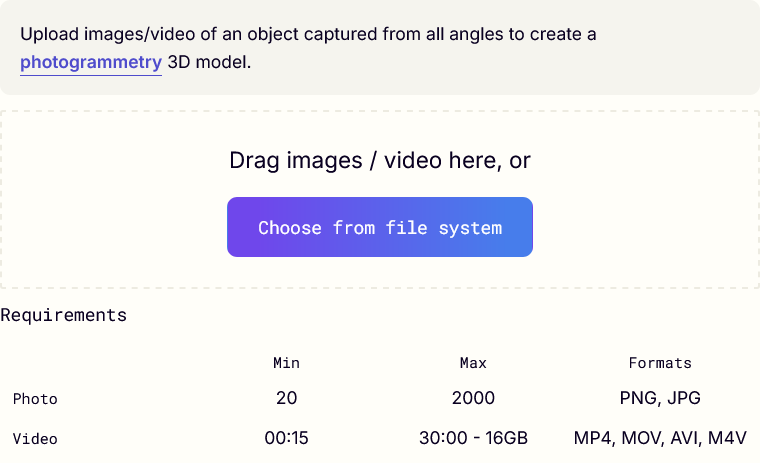 Upload images/video of an object captured from all angles to create a
photogrammetry 3D model.
Drag images / video here, or
Choose from file system
Requirements
Min Max Formats
Photo 20 2000 PNG, JPG
Video 00:15 30:00 - 16GB MP4, MOV, AVI, M4V